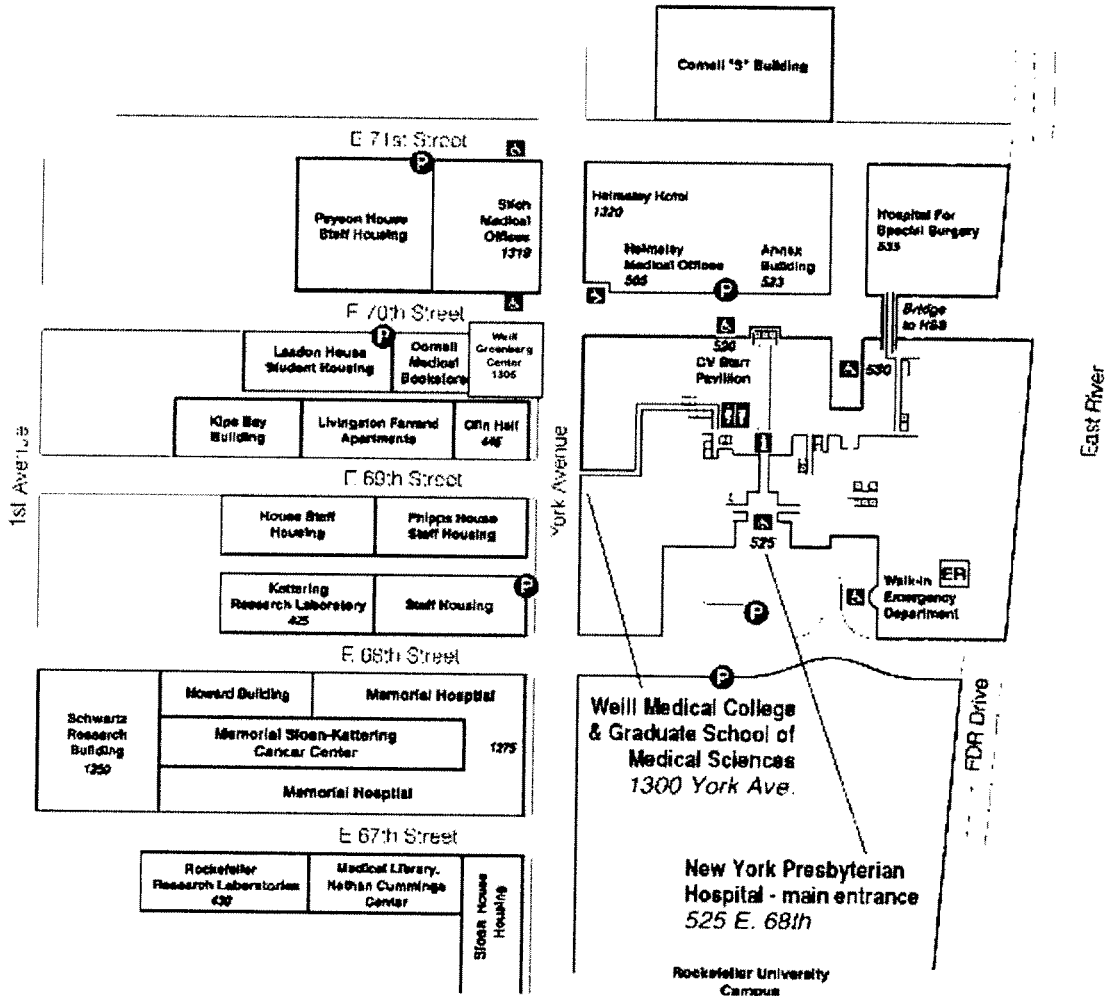 Cornell "S" Building
E 71st Street
P
Payson House
Staff Housing
Stich
Medical
Offices
1319
Helmsley Hotel
1320
Helmsley
Medical Offices
505
Annex
Building
523
P
Hospital For
Special Surgery
535
E 70th Street
Bridge
to HSS
P
Lasdon House
Student Housing
Cornell
Medical
Bookstore
Weill
Greenberg
Center
1305
520
CV Starr
Pavilion
530
Kips Bay
Building
Livingston Farrand
Apartments
Olin Hall
445
1st Avenue
York Avenue
East River
E 69th Street
House Staff
Housing
Phipps House
Staff Housing
525
P
Kettering
Research Laboratory
425
Staff Housing
P
Walk-in
Emergency
Department
ER
E 68th Street
P
Schwartz
Research
Building
1250
Howard Building
Memorial Hosptial
Memorial Sloan-Kettering
Cancer Center
1275
Memorial Hosptial
Weill Medical College
& Graduate School of
Medical Sciences
1300 York Ave.
FDR Drive
E 67th Street
Rockefeller
Research Laboratories
430
Medical Library,
Nathan Cummings
Center
Sloan House
Housing
New York Presbyterian
Hospital - main entrance
525 E. 68th
Rockefeller University
Campus